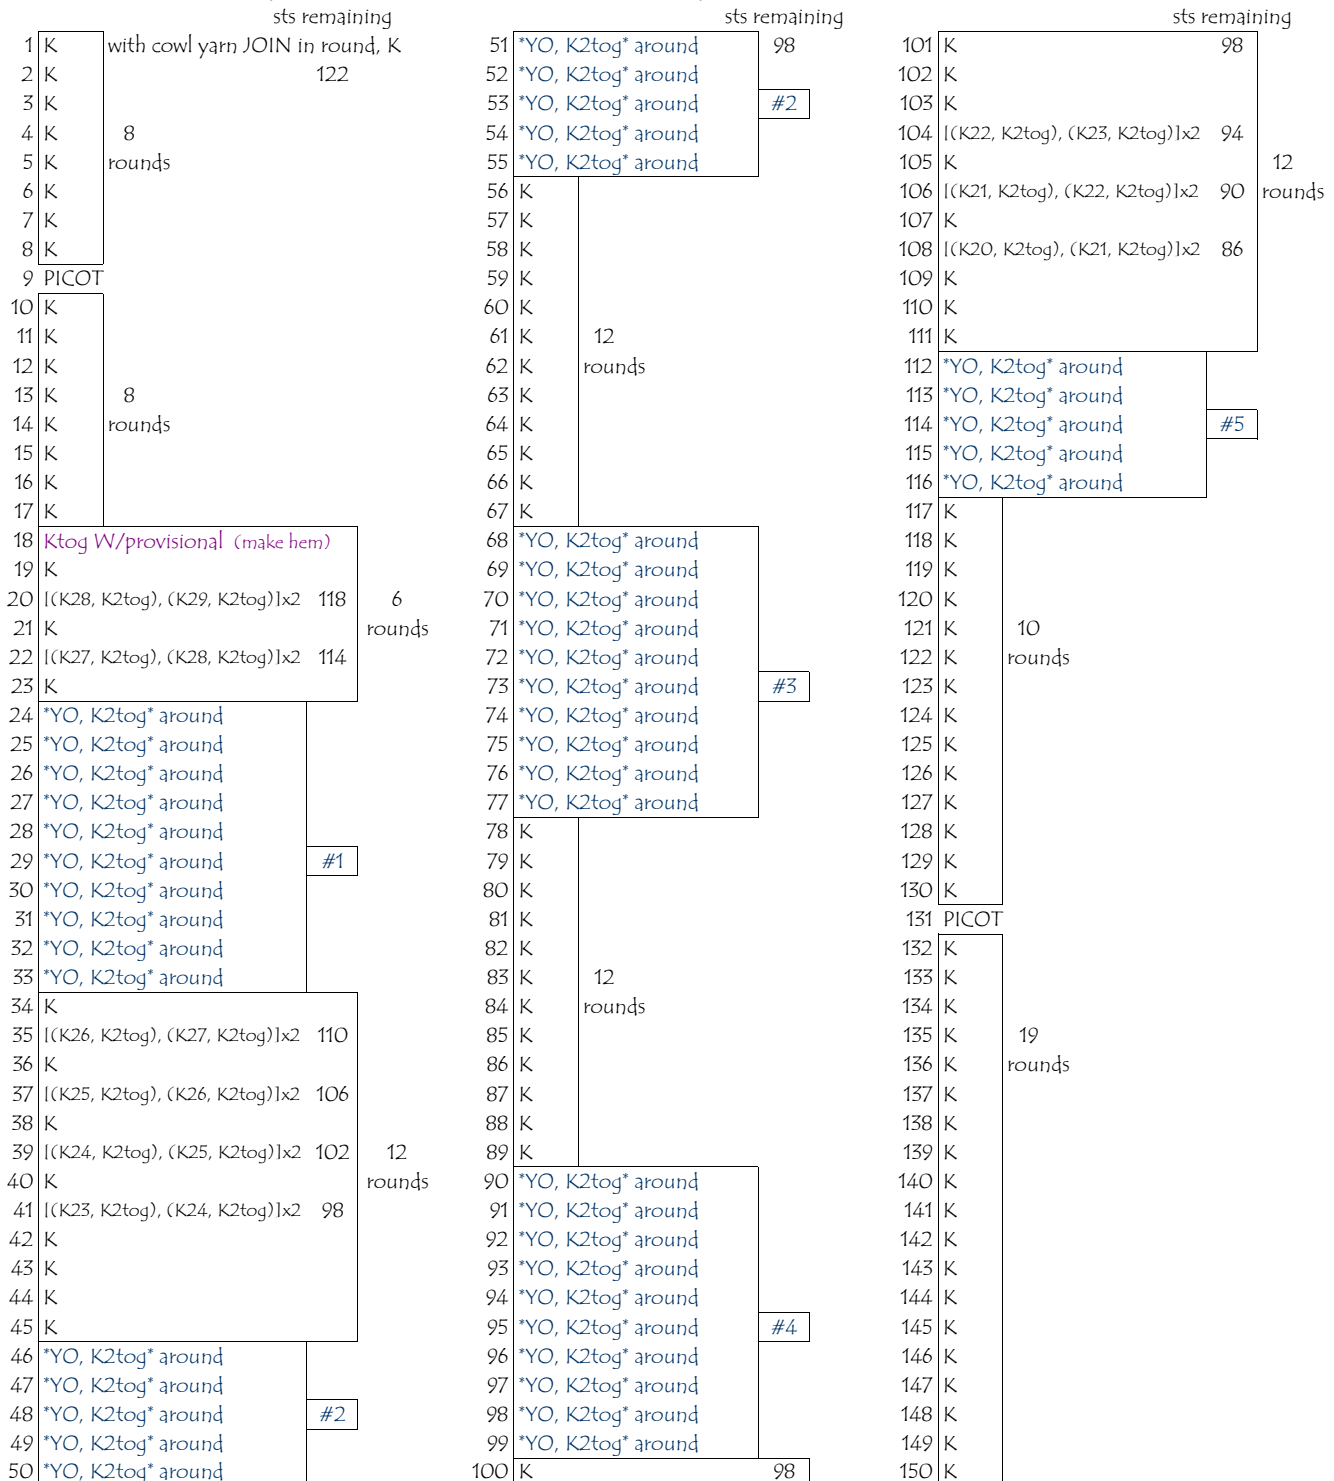 sts remaining
1 K with cowl yarn JOIN in round, K
2 K 122
3 K
4 K 8
5 K rounds
6 K
7 K
8 K
9 PICOT
10 K
11 K
12 K
13 K 8
14 K rounds
15 K
16 K
17 K
18 Ktog W/provisional (make hem)
19 K
20 [(K28, K2tog), (K29, K2tog)]x2 118 6
21 K rounds
22 [(K27, K2tog), (K28, K2tog)]x2 114
23 K
24 *YO, K2tog* around
25 *YO, K2tog* around
26 *YO, K2tog* around
27 *YO, K2tog* around
28 *YO, K2tog* around
29 *YO, K2tog* around #1
30 *YO, K2tog* around
31 *YO, K2tog* around
32 *YO, K2tog* around
33 *YO, K2tog* around
34 K
35 [(K26, K2tog), (K27, K2tog)]x2 110
36 K
37 [(K25, K2tog), (K26, K2tog)]x2 106
38 K
39 [(K24, K2tog), (K25, K2tog)]x2 102 12
40 K rounds
41 [(K23, K2tog), (K24, K2tog)]x2 98
42 K
43 K
44 K
45 K
46 *YO, K2tog* around
47 *YO, K2tog* around
48 *YO, K2tog* around #2
49 *YO, K2tog* around
50 *YO, K2tog* around
sts remaining
51 *YO, K2tog* around 98
52 *YO, K2tog* around
53 *YO, K2tog* around #2
54 *YO, K2tog* around
55 *YO, K2tog* around
56 K
57 K
58 K
59 K
60 K
61 K 12
62 K rounds
63 K
64 K
65 K
66 K
67 K
68 *YO, K2tog* around
69 *YO, K2tog* around
70 *YO, K2tog* around
71 *YO, K2tog* around
72 *YO, K2tog* around
73 *YO, K2tog* around #3
74 *YO, K2tog* around
75 *YO, K2tog* around
76 *YO, K2tog* around
77 *YO, K2tog* around
78 K
79 K
80 K
81 K
82 K
83 K 12
84 K rounds
85 K
86 K
87 K
88 K
89 K
90 *YO, K2tog* around
91 *YO, K2tog* around
92 *YO, K2tog* around
93 *YO, K2tog* around
94 *YO, K2tog* around
95 *YO, K2tog* around #4
96 *YO, K2tog* around
97 *YO, K2tog* around
98 *YO, K2tog* around
99 *YO, K2tog* around
100 K 98
sts remaining
101 K 98
102 K
103 K
104 [(K22, K2tog), (K23, K2tog)]x2 94
105 K 12
106 [(K21, K2tog), (K22, K2tog)]x2 90 rounds
107 K
108 [(K20, K2tog), (K21, K2tog)]x2 86
109 K
110 K
111 K
112 *YO, K2tog* around
113 *YO, K2tog* around
114 *YO, K2tog* around #5
115 *YO, K2tog* around
116 *YO, K2tog* around
117 K
118 K
119 K
120 K
121 K 10
122 K rounds
123 K
124 K
125 K
126 K
127 K
128 K
129 K
130 K
131 PICOT
132 K
133 K
134 K
135 K 19
136 K rounds
137 K
138 K
139 K
140 K
141 K
142 K
143 K
144 K
145 K
146 K
147 K
148 K
149 K
150 K